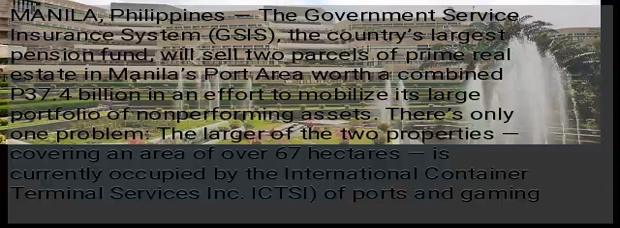 MANILA, Philippines — The Government Service
Insurance System (GSIS), the country's largest
pension fund, will sell two parcels of prime real
estate in Manila's Port Area worth a combined
P37.4 billion in an effort to mobilize its large
portfolio of nonperforming assets. There's only
one problem: The larger of the two properties —
covering an area of over 67 hectares — is
currently occupied by the International Container
Terminal Services Inc. ICTSI) of ports and gaming